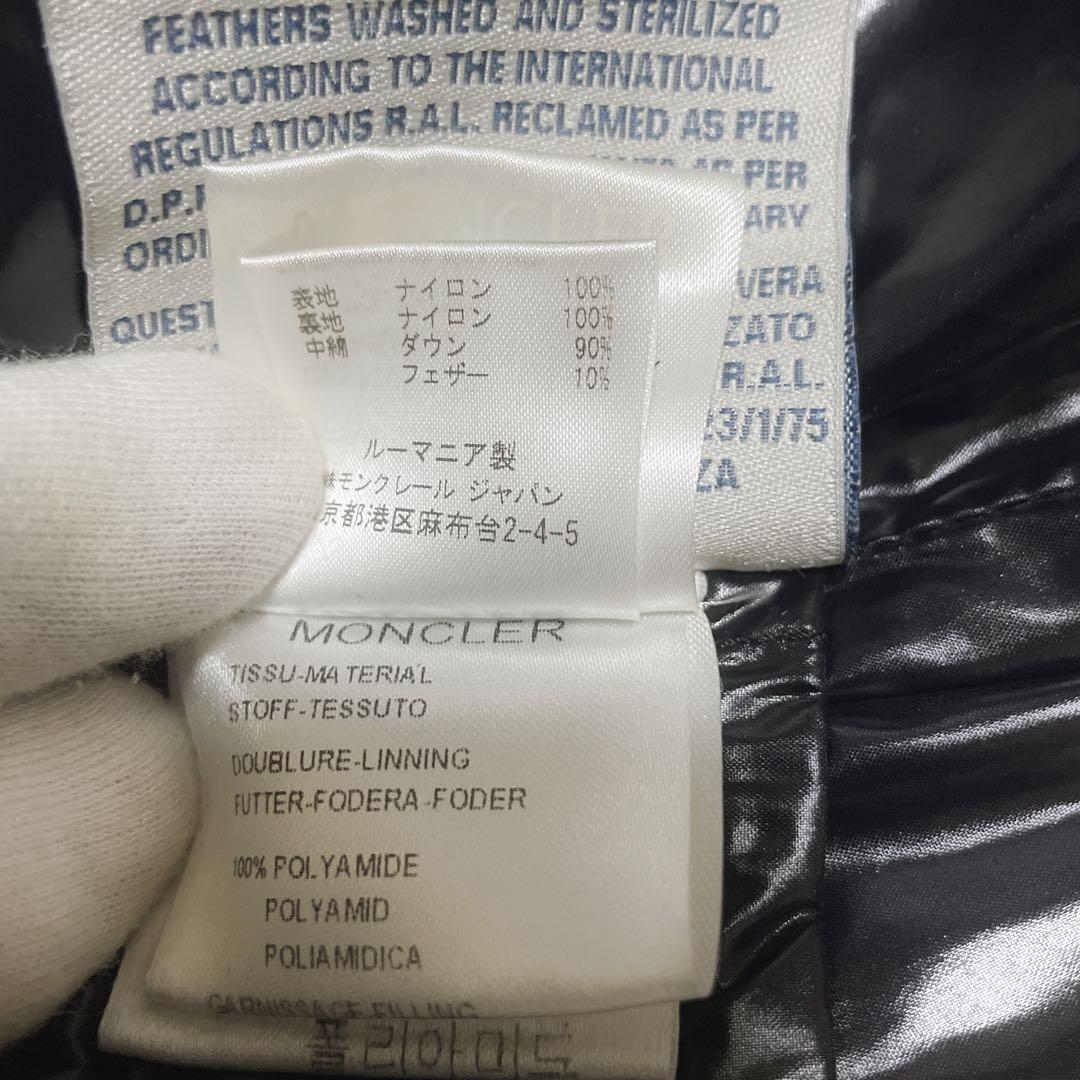 FEATHERS WASHED AND STERILIZED
ACCORDING TO THE INTERNATIONAL
REGULATIONS R.A.L. RECLAMED AS PER
AS PER
D.P.
ARY
ORDI
VERA
QUEST
ZATO
R.A.L.
23/1/75
ZA
表地 ナイロン 100%
裏地 ナイロン 100%
中綿 ダウン 90%
フェザー 10%
ルーマニア製
モンクレール ジャパン
京都港区麻布台2-4-5
MONCLER
TISSU-MATERIAL
STOFF-TESSUTO
DOUBLURE-LINNING
FUTTER-FODERA-FODER
100% POLYAMIDE
POLYAMID
POLIAMIDICA
GARNISSAGE FILLING
폴리아미드